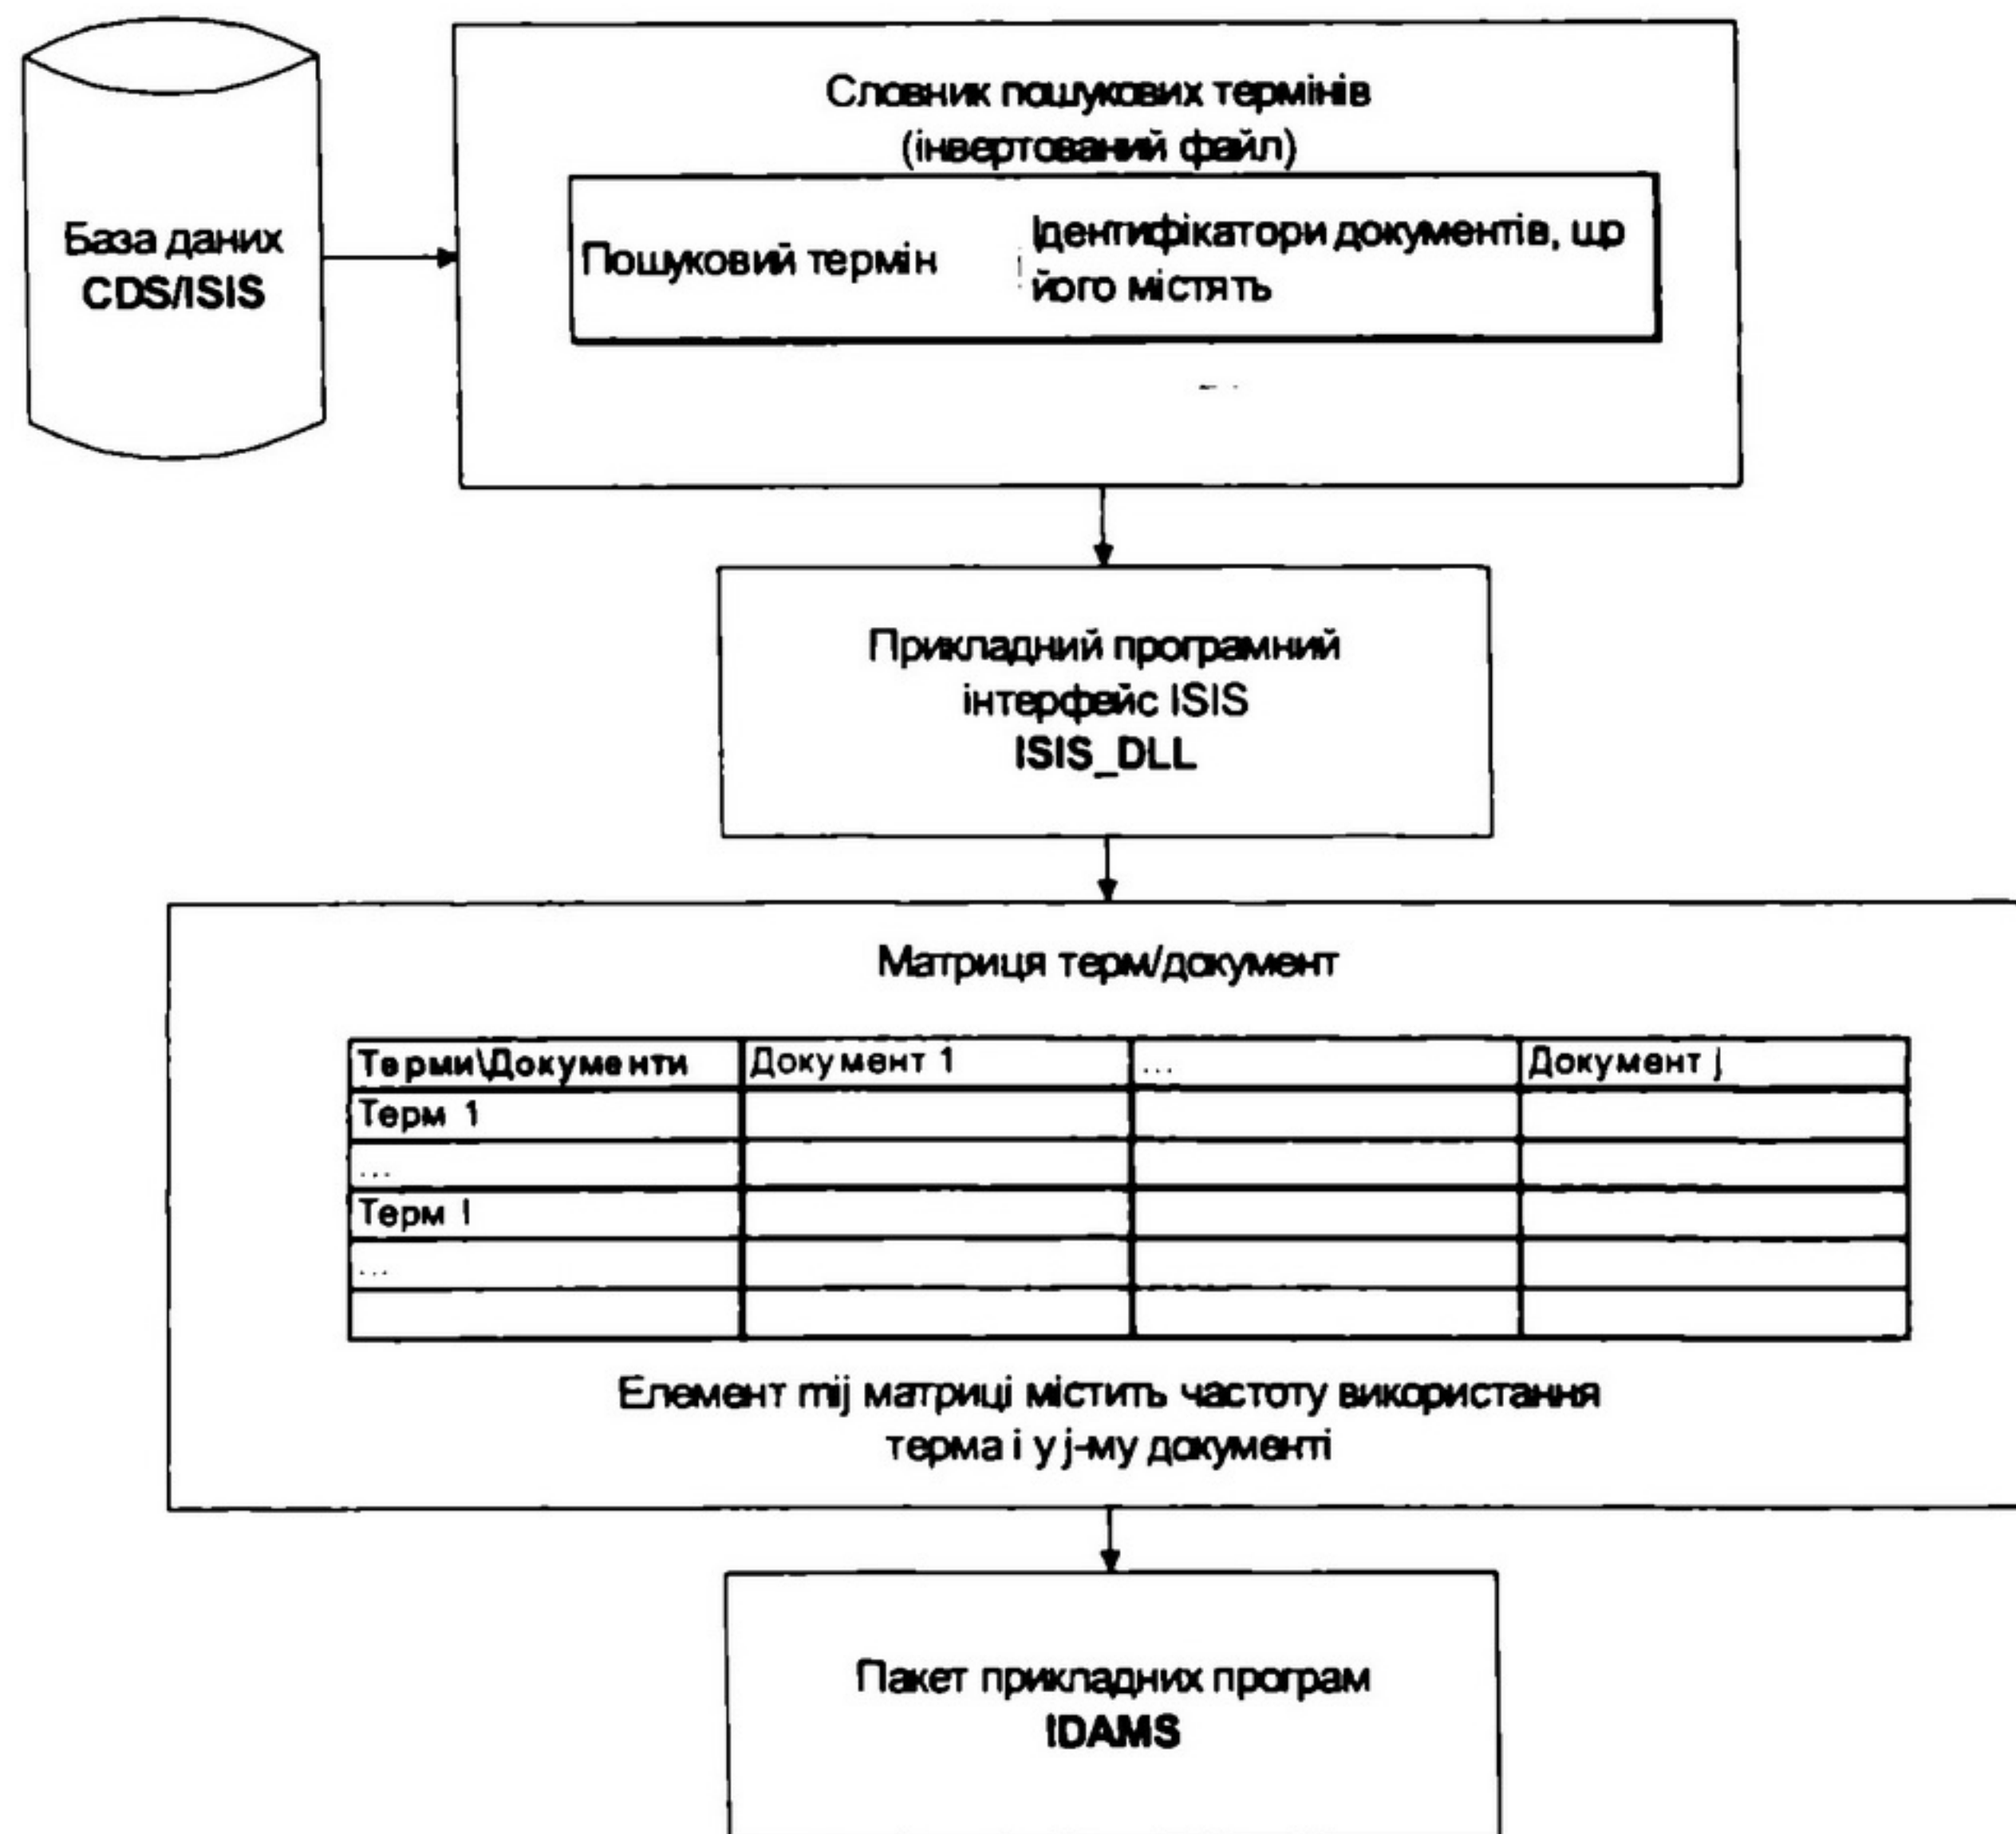 Словник пошукових термінів
(інвертований файл)
База даних
CDS/ISIS
Пошуковий термін
Ідентифікатори документів, що
його містять
Прикладний програмний
інтерфейс ISIS
ISIS_DLL
Матриця терм/документ
Терми\Документи Документ 1 ... Документ j
Терм 1
...
Терм I
...
Елемент mij матриці містить частоту використання
терма і у j-му документі
Пакет прикладних програм
IDAMS